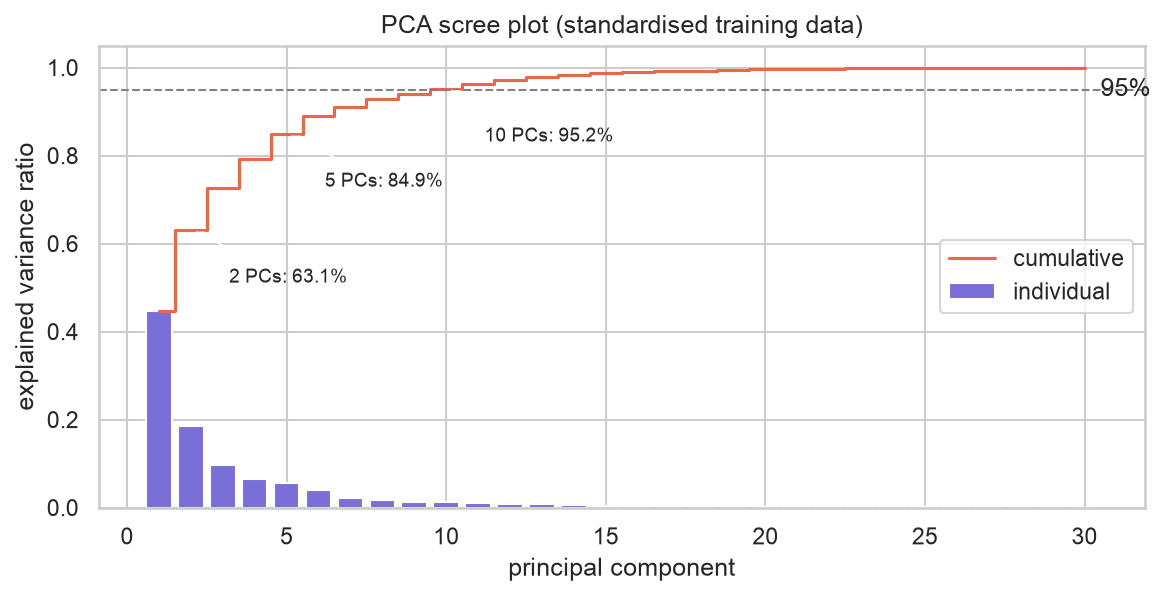 PCA scree plot (standardised training data)
explained variance ratio
1.0
0.8
0.6
0.4
0.2
0.0
95%
10 PCs: 95.2%
5 PCs: 84.9%
2 PCs: 63.1%
cumulative
individual
0 5 10 15 20 25 30
principal component